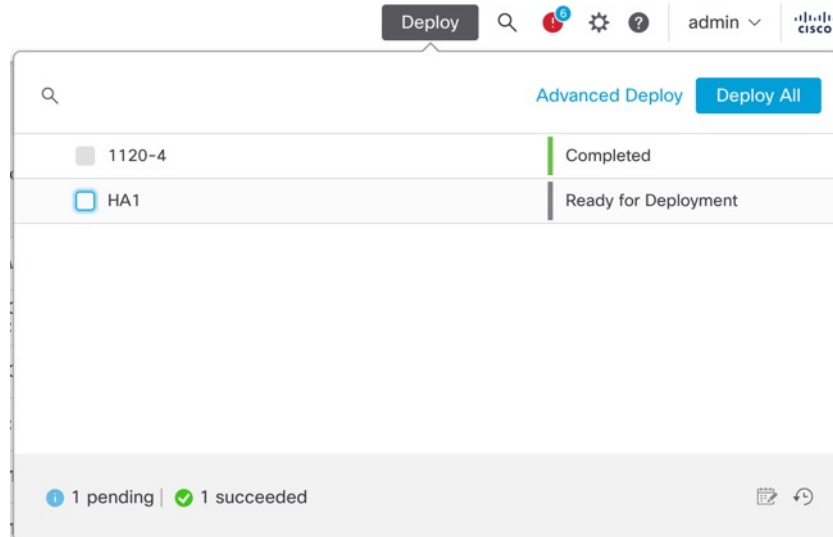 Deploy 6 ? admin
cisco
Advanced Deploy Deploy All
1120-4 Completed
HA1 Ready for Deployment
1 pending 1 succeeded